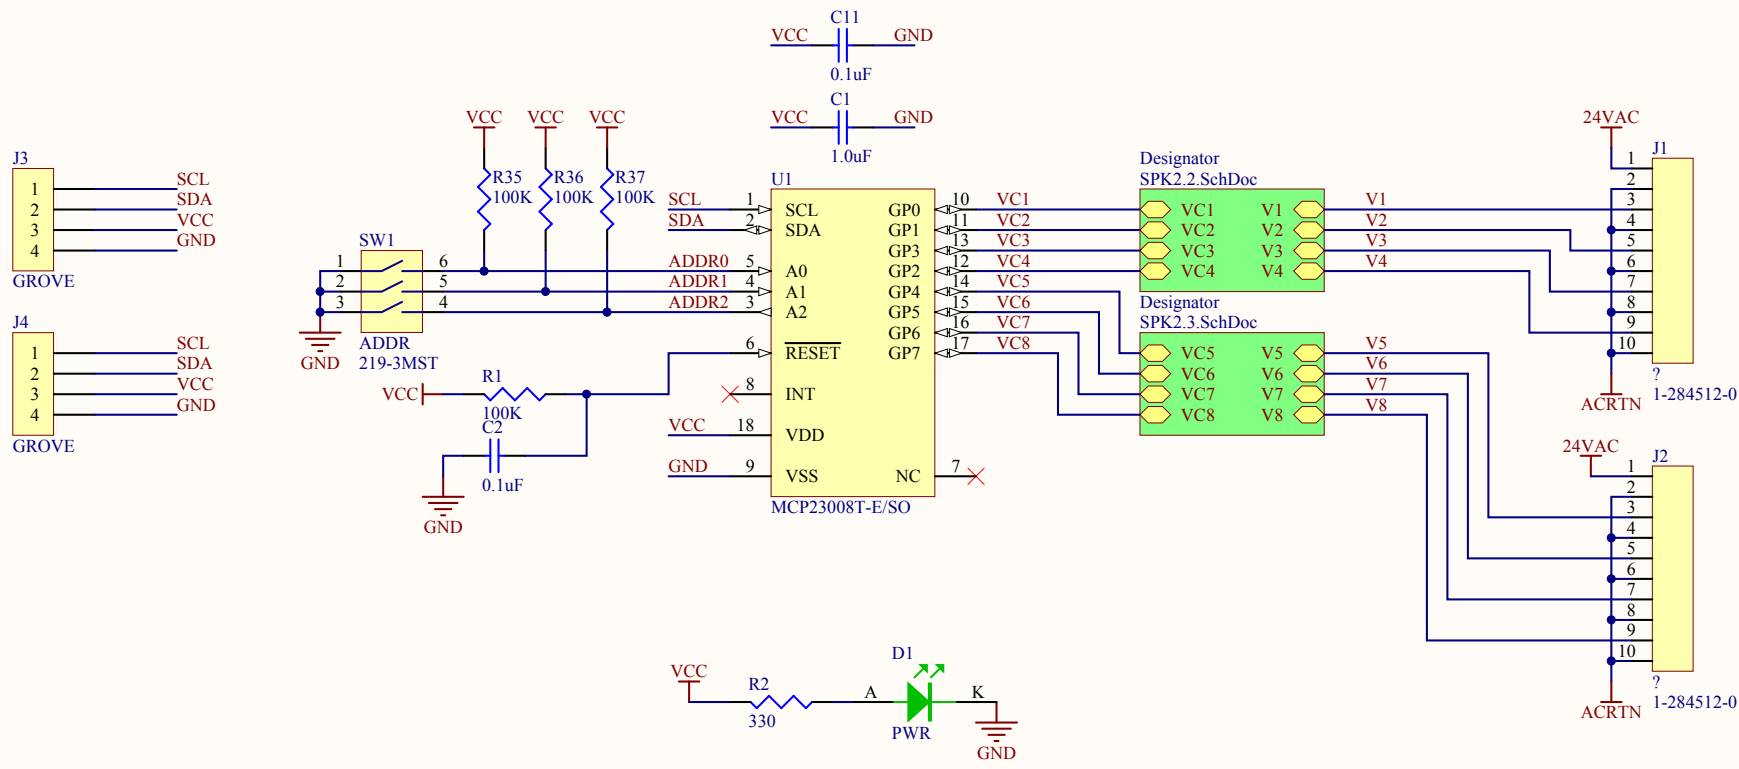 C11
VCC
GND
0.1uF
C1
VCC
GND
1.0uF
J3
1 SCL
2 SDA
3 VCC
4 GND
GROVE
J4
1 SCL
2 SDA
3 VCC
4 GND
GROVE
VCC
VCC
VCC
R35
100K
R36
100K
R37
100K
SW1
1 6
2 5
3 4
ADDR
219-3MST
GND
ADDR0
ADDR1
ADDR2
VCC
R1
100K
C2
0.1uF
GND
U1
SCL 1 SCL
SDA 2 SDA
5 A0
4 A1
3 A2
6 RESET
8 INT
VCC 18 VDD
GND 9 VSS
GP0 10 VC1
GP1 11 VC2
GP3 13 VC3
GP2 12 VC4
GP4 14 VC5
GP5 15 VC6
GP6 16 VC7
GP7 17 VC8
NC 7
MCP23008T-E/SO
Designator
SPK2.2.SchDoc
VC1 V1
VC2 V2
VC3 V3
VC4 V4
Designator
SPK2.3.SchDoc
VC5 V5
VC6 V6
VC7 V7
VC8 V8
V1
V2
V3
V4
V5
V6
V7
V8
24VAC
J1
1
2
3
4
5
6
7
8
9
10
?
1-284512-0
ACRTN
24VAC
J2
1
2
3
4
5
6
7
8
9
10
?
1-284512-0
ACRTN
VCC
R2
330
D1
A
K
PWR
GND